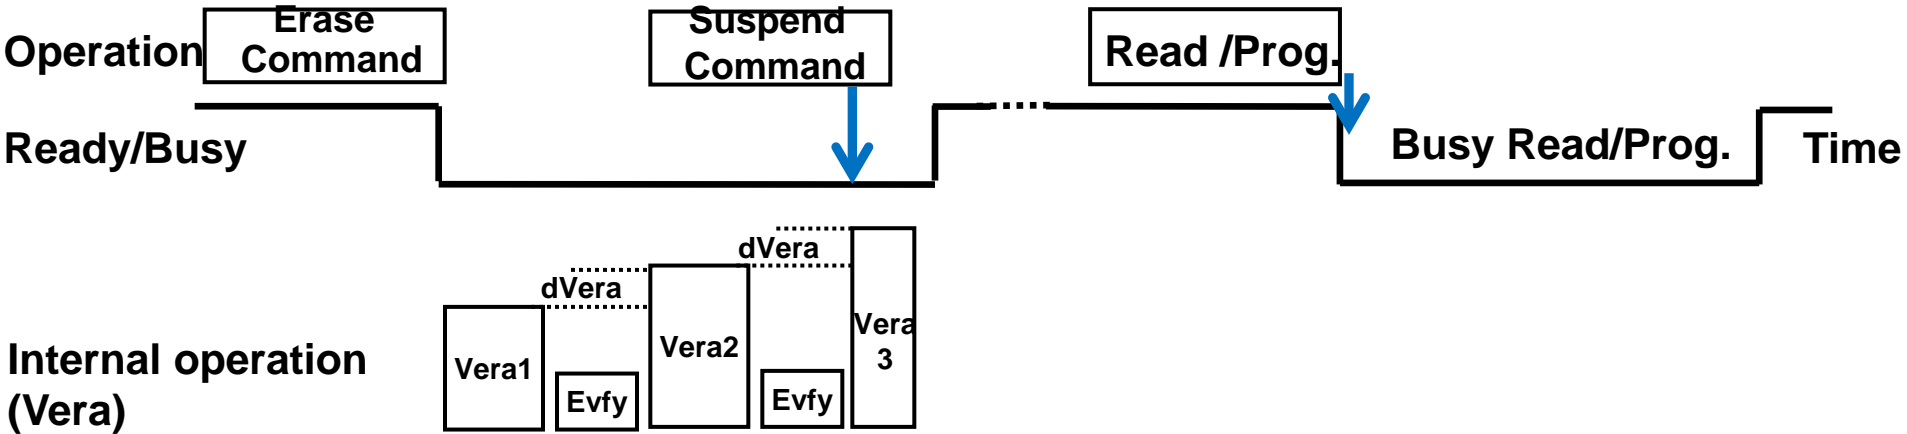 Operation
Erase
Command
Suspend
Command
Read /Prog.
Ready/Busy
Busy Read/Prog.
Time
dVera
dVera
Vera1
Evfy
Vera2
Evfy
Vera
3
Internal operation
(Vera)